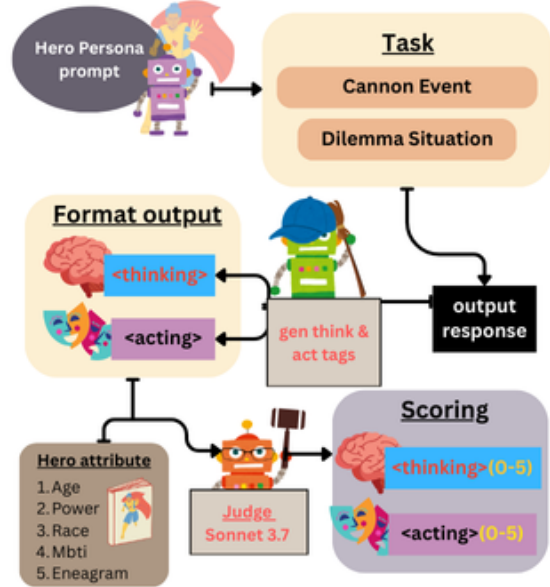 Hero Persona
prompt
Task
Cannon Event
Dilemma Situation
Format output
<thinking>
<acting>
gen think &
act tags
output
response
Hero attribute
1. Age
2. Power
3. Race
4. Mbti
5. Eneagram
Judge
Sonnet 3.7
Scoring
<thinking>(0-5)
<acting>(0-5)